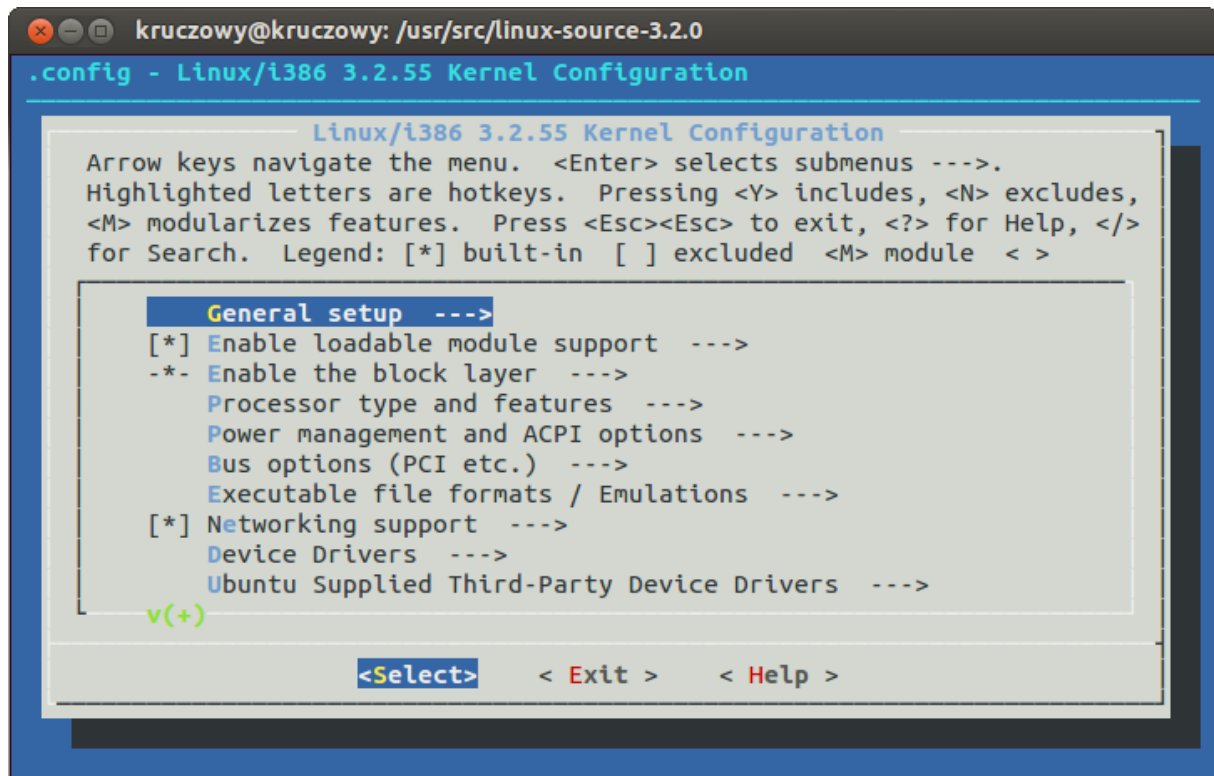 kruczowy@kruczowy: /usr/src/linux-source-3.2.0
.config - Linux/i386 3.2.55 Kernel Configuration
Linux/i386 3.2.55 Kernel Configuration
Arrow keys navigate the menu.  <Enter> selects submenus --->.
Highlighted letters are hotkeys.  Pressing <Y> includes, <N> excludes,
<M> modularizes features.  Press <Esc><Esc> to exit, <?> for Help, </>
for Search.  Legend: [*] built-in  [ ] excluded  <M> module  < >
General setup  --->
[*] Enable loadable module support  --->
-*- Enable the block layer  --->
Processor type and features  --->
Power management and ACPI options  --->
Bus options (PCI etc.)  --->
Executable file formats / Emulations  --->
[*] Networking support  --->
Device Drivers  --->
Ubuntu Supplied Third-Party Device Drivers  --->
v(+)
<Select>    < Exit >    < Help >